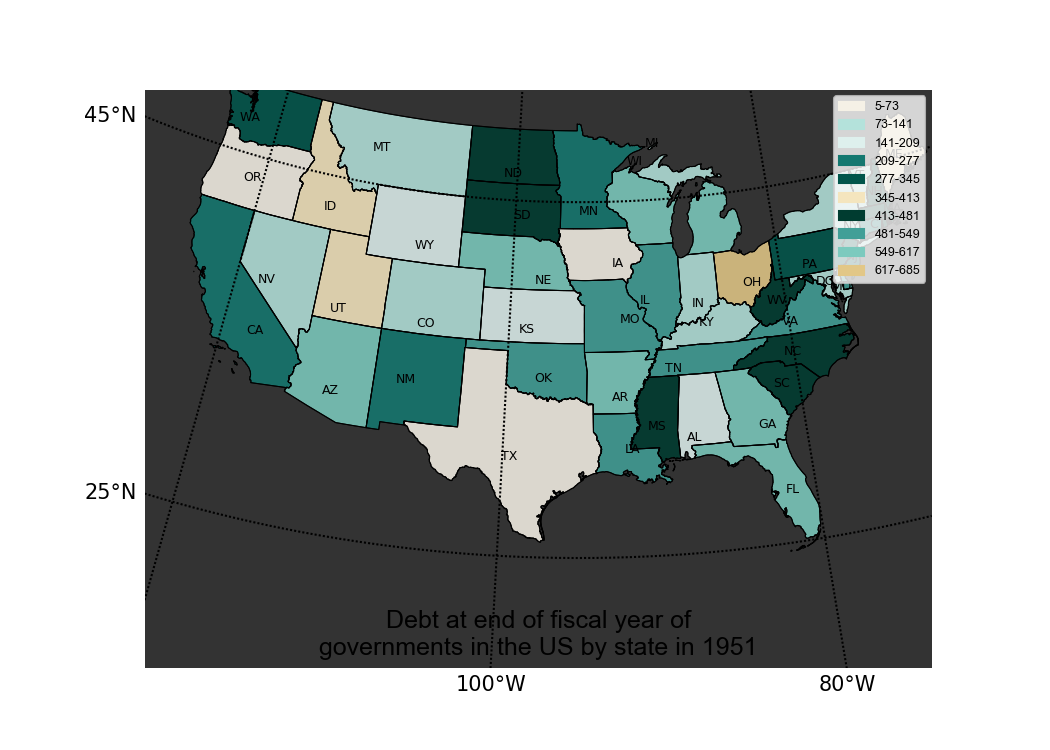 45°N
25°N
100°W
80°W
5-73
73-141
141-209
209-277
277-345
345-413
413-481
481-549
549-617
617-685
WA
MT
ND
MI
WI
OR
ID
SD
MN
WY
IA
PA
NV
UT
NE
OH
DC
CO
IL
IN
WV
CA
KS
MO
KY
VA
NC
AZ
NM
OK
TN
SC
AR
MS
AL
GA
LA
TX
FL
ME
Debt at end of fiscal year of
governments in the US by state in 1951